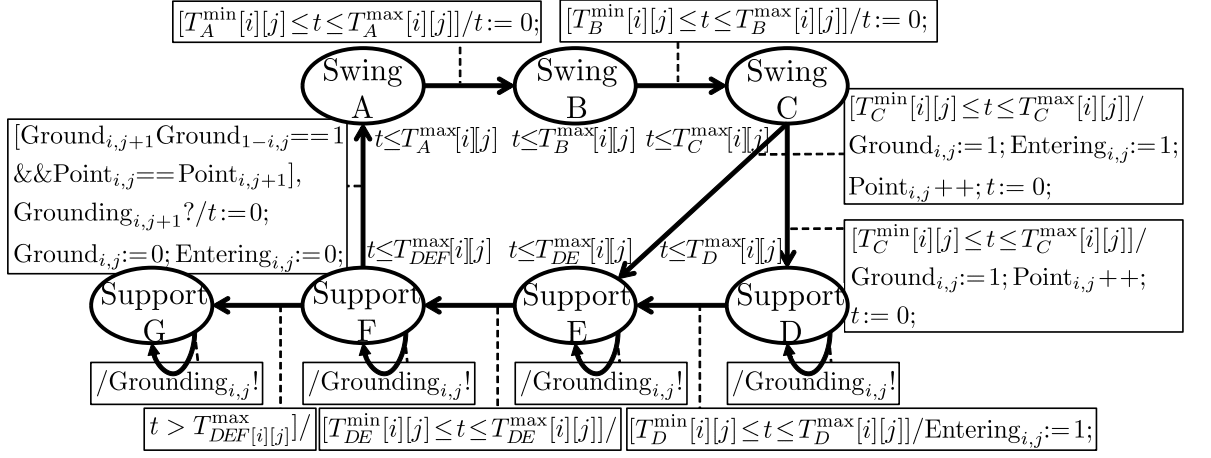 [T_A^min[i][j]≤t≤T_A^max[i][j]]/t:=0;
[T_B^min[i][j]≤t≤T_B^max[i][j]]/t:=0;
Swing
A
Swing
B
Swing
C
[T_C^min[i][j]≤t≤T_C^max[i][j]]/
Ground_{i,j}:=1; Entering_{i,j}:=1;
Point_{i,j}++; t:=0;
[Ground_{i,j+1}Ground_{1-i,j}==1
&&Point_{i,j}==Point_{i,j+1}],
Grounding_{i,j+1}?/t:=0;
Ground_{i,j}:=0; Entering_{i,j}:=0;
t≤T_A^max[i][j]
t≤T_B^max[i][j]
t≤T_C^max[i][j]
t≤T_DEF^max[i][j]
t≤T_DE^max[i][j]
t≤T_D^max[i][j]
[T_C^min[i][j]≤t≤T_C^max[i][j]]/
Ground_{i,j}:=1; Point_{i,j}++;
t:=0;
Support
G
Support
F
Support
E
Support
D
/Grounding_{i,j}!
/Grounding_{i,j}!
/Grounding_{i,j}!
/Grounding_{i,j}!
t > T_DEF[i][j]^max]/
[T_DE^min[i][j]≤t≤T_DE^max[i][j]]/
[T_D^min[i][j]≤t≤T_D^max[i][j]]/Entering_{i,j}:=1;